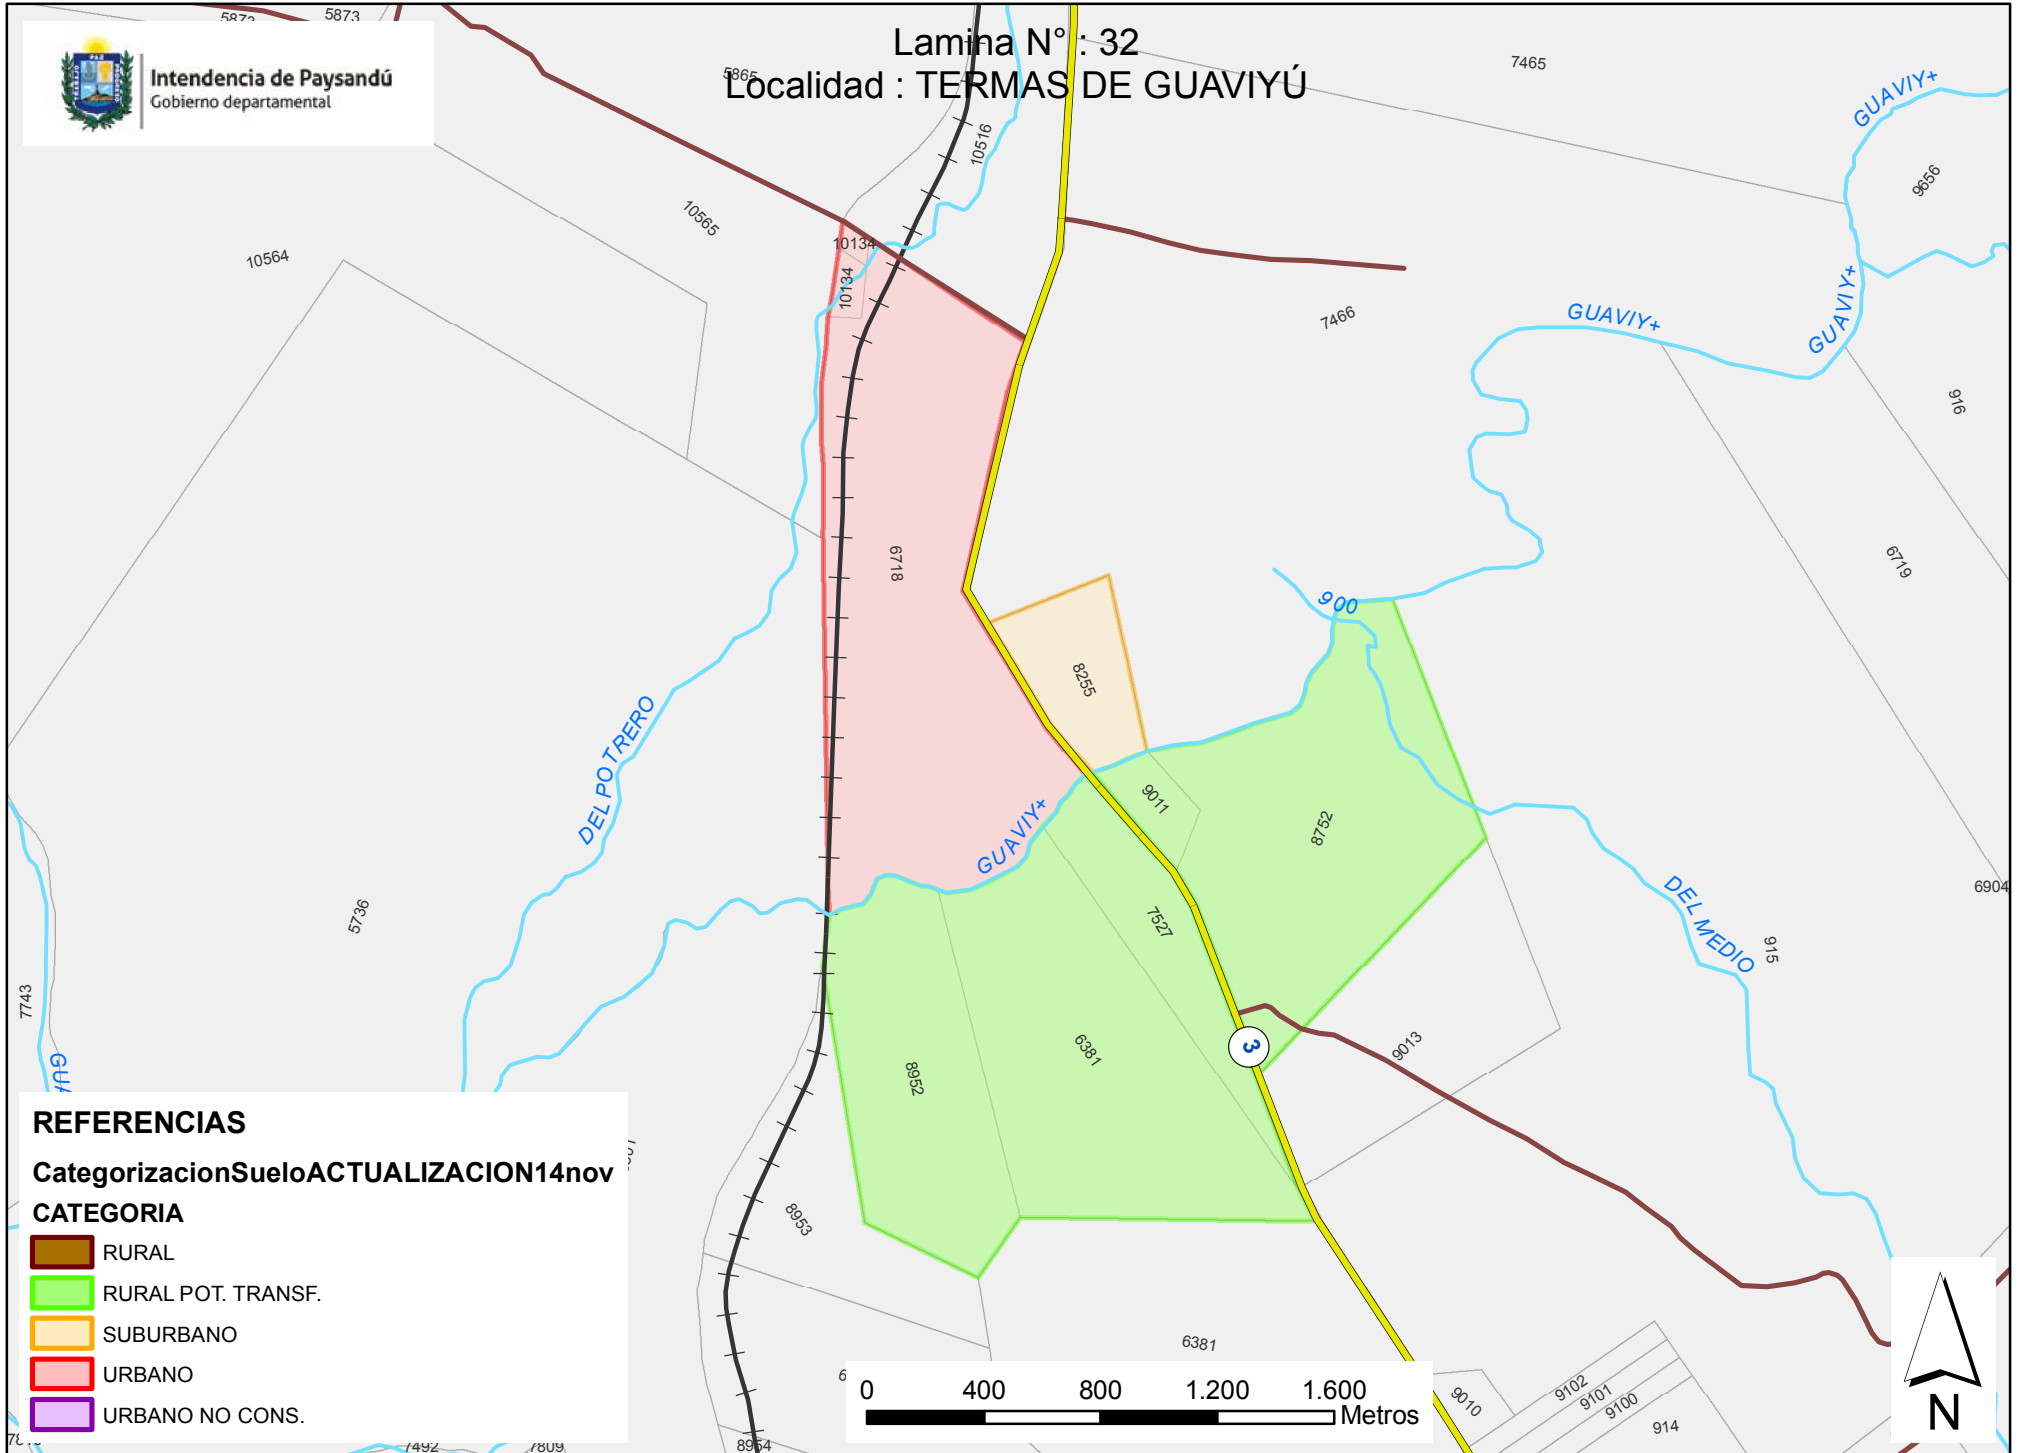 Lamina N° : 32
Localidad : TERMAS DE GUAVIYÚ
Intendencia de Paysandú
Gobierno departamental
5873
5873
5865
7465
GUAVIY+
10516
9656
10565
10134
10564
10134
7466
GUAVIY+
GUAVIY+
916
6718
6719
900
8255
DEL POTRERO
9011
GUAVIY+
8752
6904
5736
7527
DEL MEDIO
915
7743
6381
8952
3
9013
8953
6381
9010
9102
9101
9100
914
7492
7809
8954
REFERENCIAS
CategorizacionSueloACTUALIZACION14nov
CATEGORIA
RURAL
RURAL POT. TRANSF.
SUBURBANO
URBANO
URBANO NO CONS.
0 400 800 1.200 1.600
Metros
N